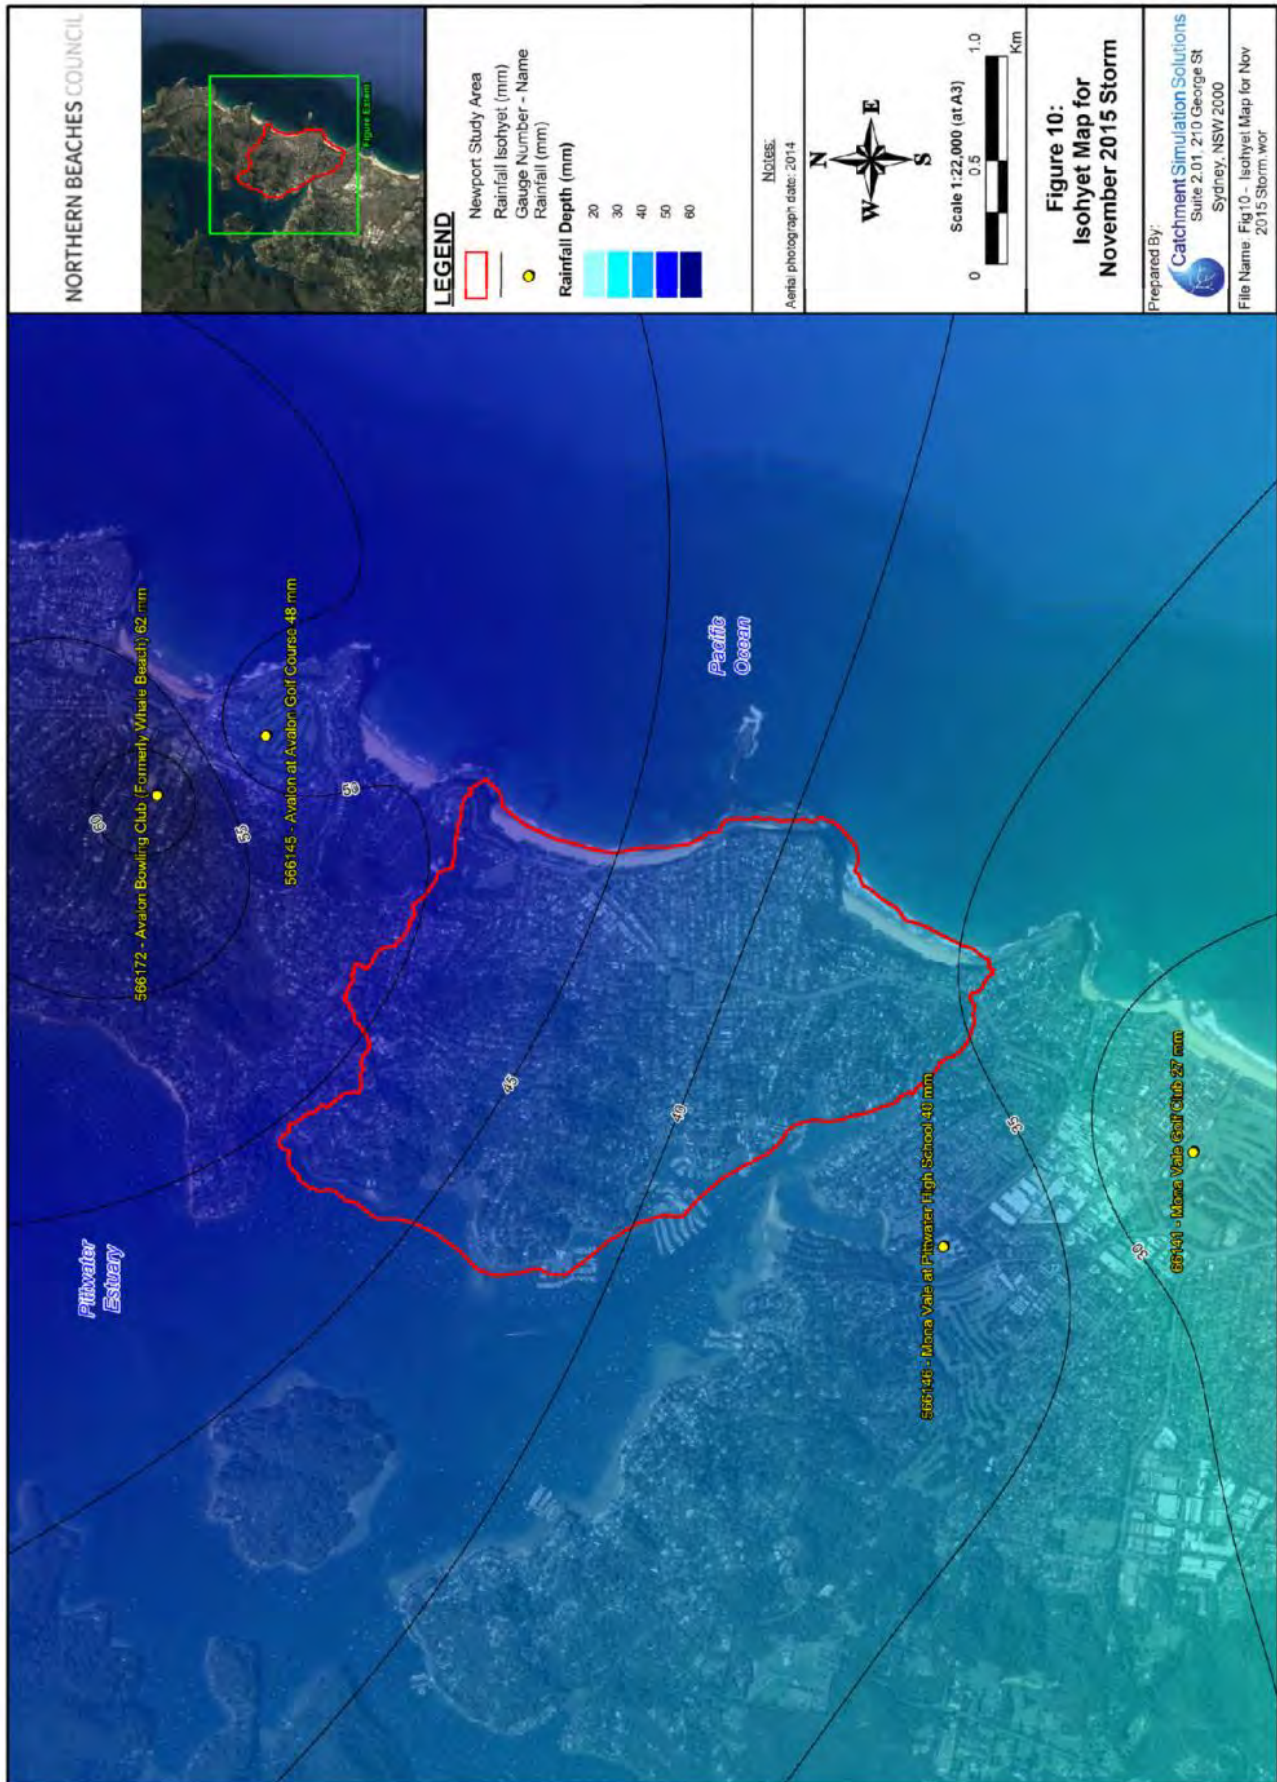 NORTHERN BEACHES COUNCIL
Figure Extent
LEGEND
Newport Study Area
Rainfall Isohyet (mm)
Gauge Number - Name
Rainfall (mm)
Rainfall Depth (mm)
20
30
40
50
60
Notes:
Aerial photograph date: 2014
N
W
E
S
Scale 1:22,000 (at A3)
0
0.5
1.0
Km
Figure 10:
Isohyet Map for
November 2015 Storm
Prepared By:
Catchment Simulation Solutions
Suite 2.01, 210 George St
Sydney, NSW 2000
File Name: Fig10 - Isohyet Map for Nov
2015 Storm.wor
566172 - Avalon Bowling Club (Formerly Whale Beach) 62 mm
566145 - Avalon at Avalon Golf Course 48 mm
Pittwater
Estuary
Pacific
Ocean
566146 - Mona Vale at Pittwater High School 40 mm
66141 - Mona Vale Golf Club 27 mm
60
55
45
40
35
30